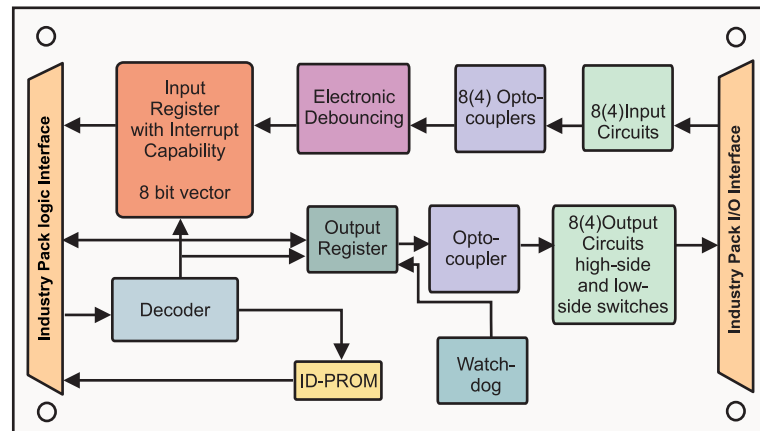 Industry Pack logic Interface
Input
Register
with Interrupt
Capability
8 bit vector
Electronic
Debouncing
8(4) Opto-
couplers
8(4)Input
Circuits
Industry Pack I/O Interface
Output
Register
Opto-
coupler
8(4)Output
Circuits
high-side
and low-
side switches
Decoder
ID-PROM
Watch-
dog